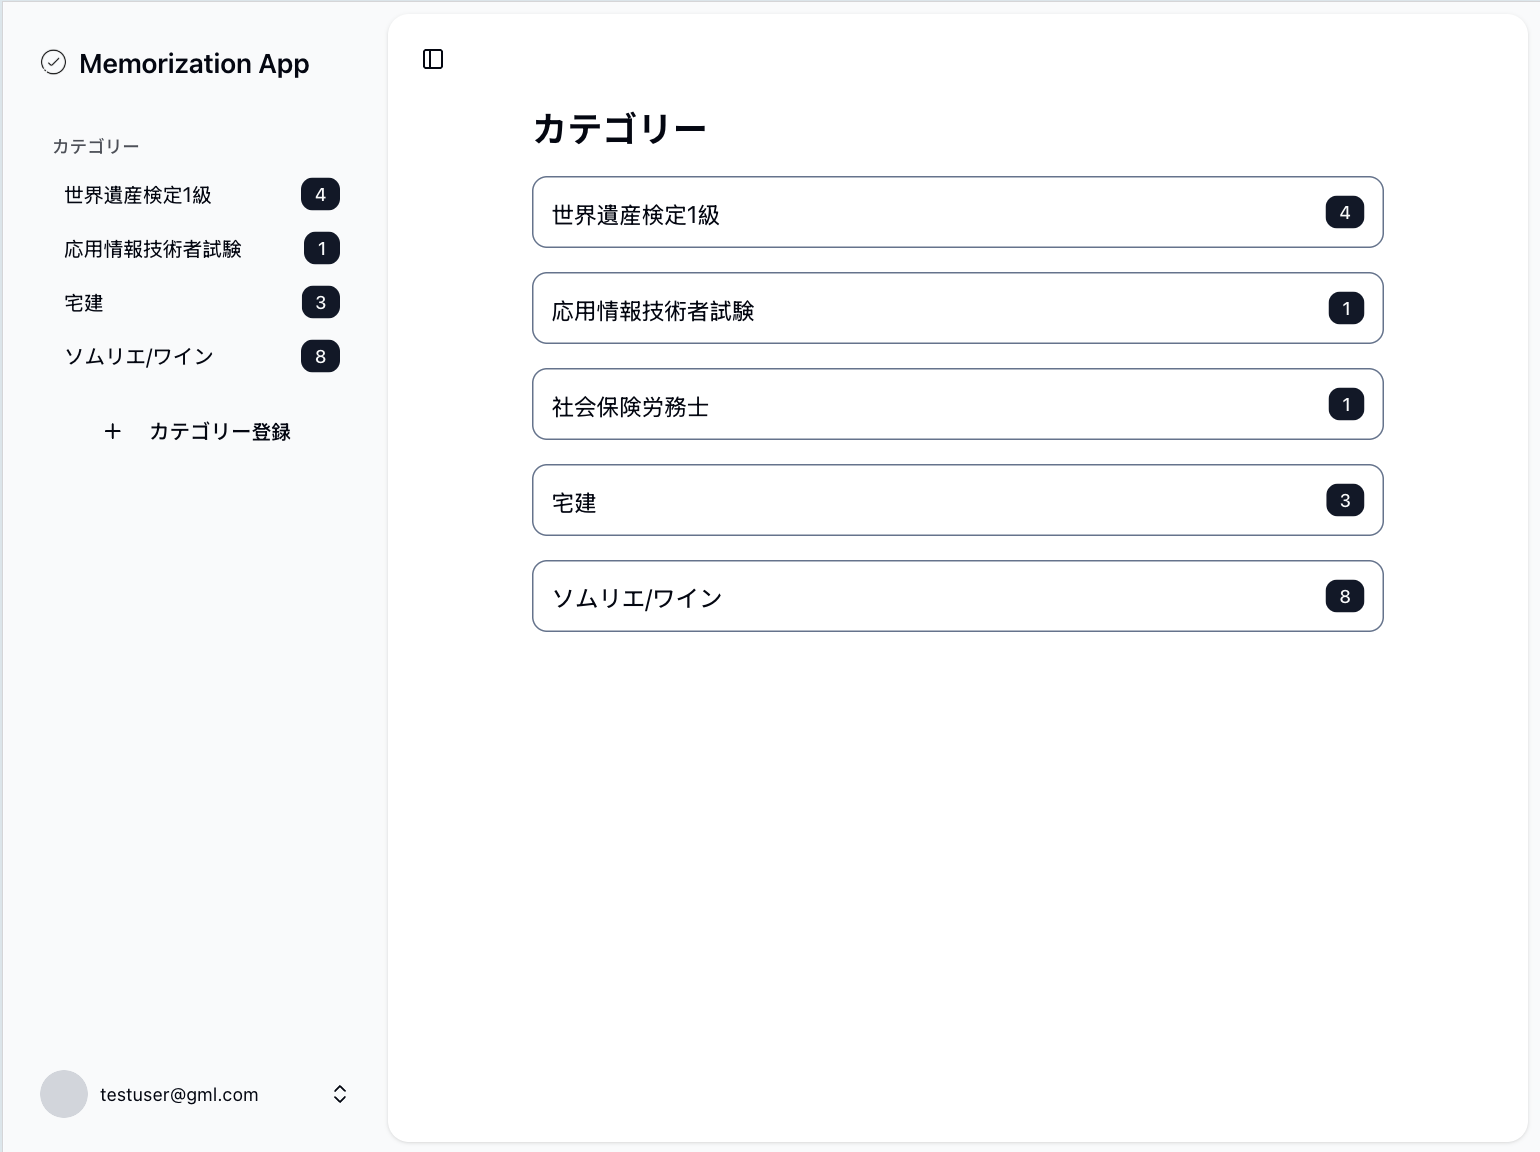 Memorization App
カテゴリー
世界遺産検定1級 4
応用情報技術者試験 1
宅建 3
ソムリエ/ワイン 8
+ カテゴリー登録
testuser@gml.com
カテゴリー
世界遺産検定1級 4
応用情報技術者試験 1
社会保険労務士 1
宅建 3
ソムリエ/ワイン 8